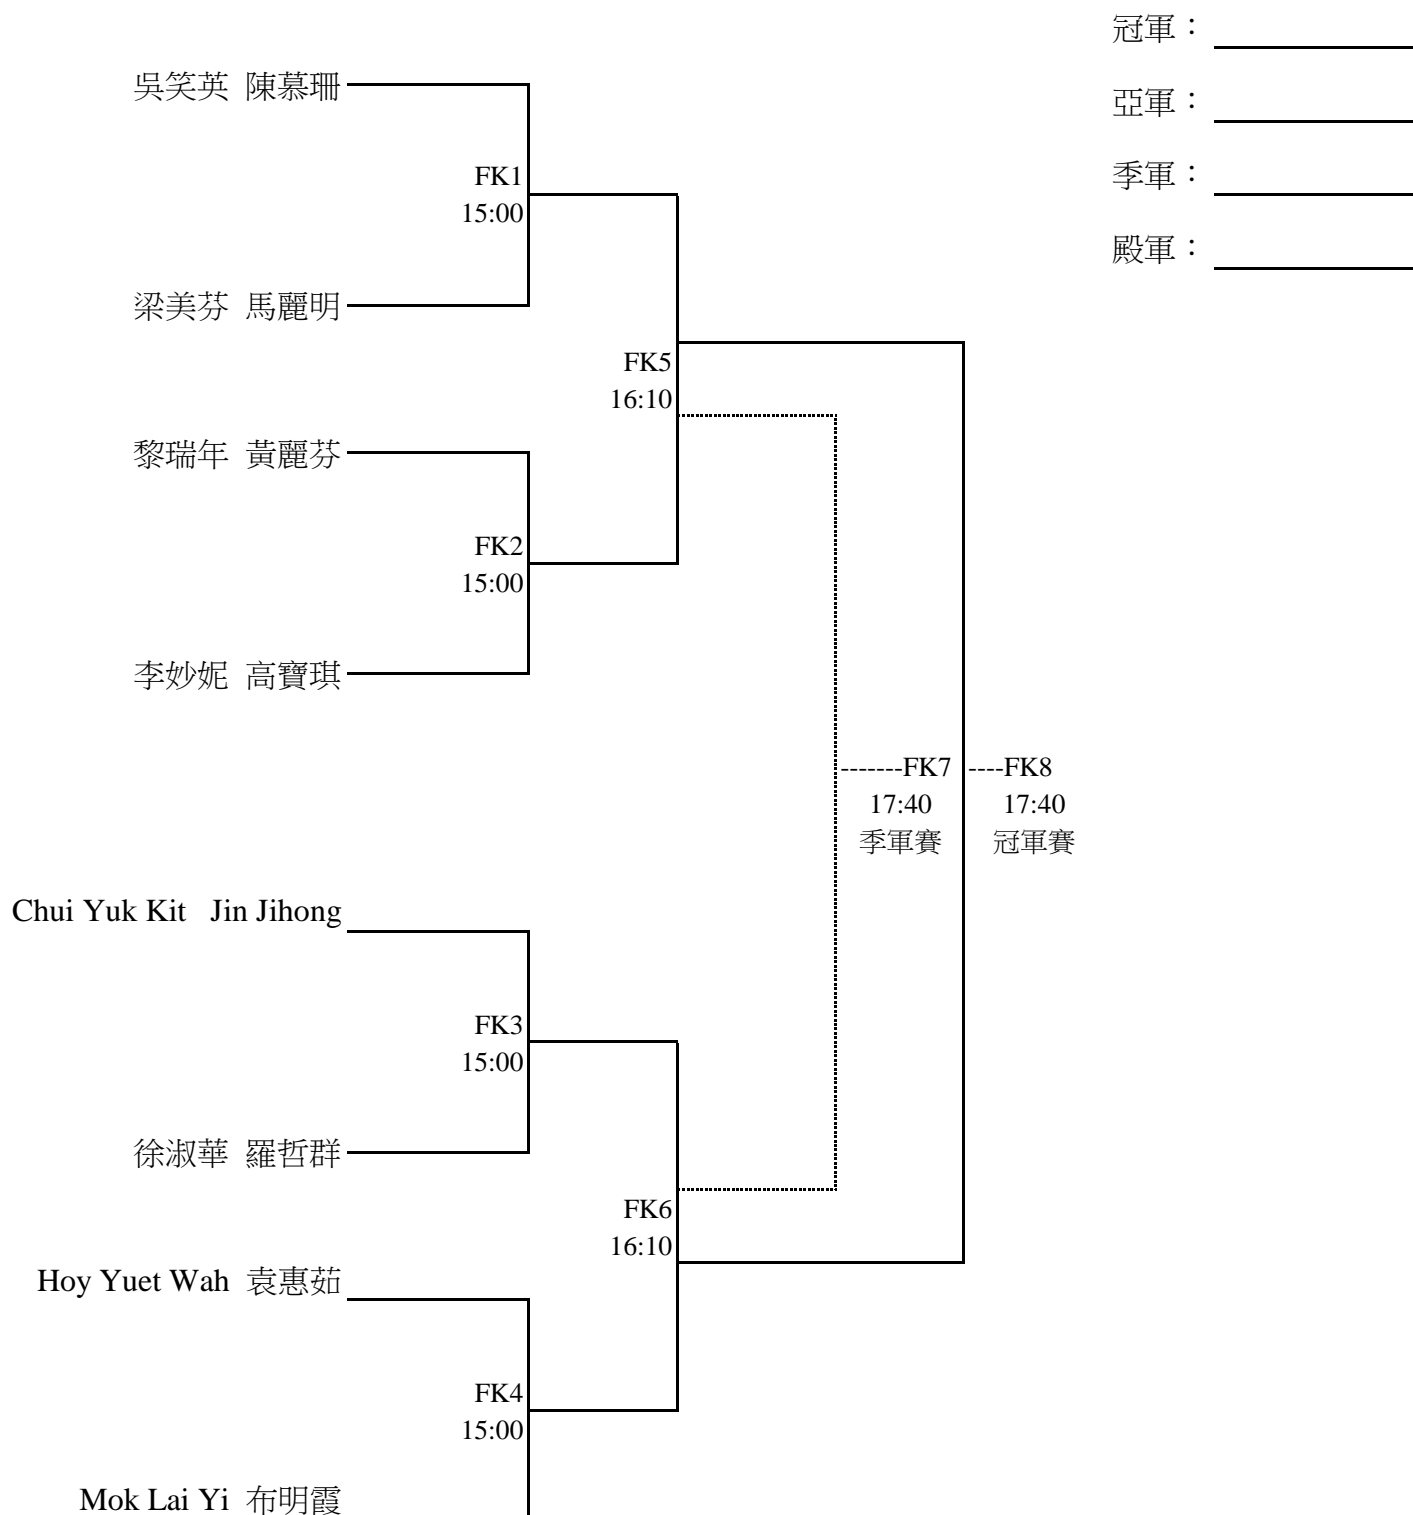 冠軍：
吳笑英 陳慕珊
亞軍：
FK1
季軍：
15:00
殿軍：
梁美芬 馬麗明
FK5
16:10
黎瑞年 黃麗芬
FK2
15:00
李妙妮 高寶琪
-------FK7 ----FK8
17:40 17:40
季軍賽 冠軍賽
Chui Yuk Kit Jin Jihong
FK3
15:00
徐淑華 羅哲群
FK6
16:10
Hoy Yuet Wah 袁惠茹
FK4
15:00
Mok Lai Yi 布明霞